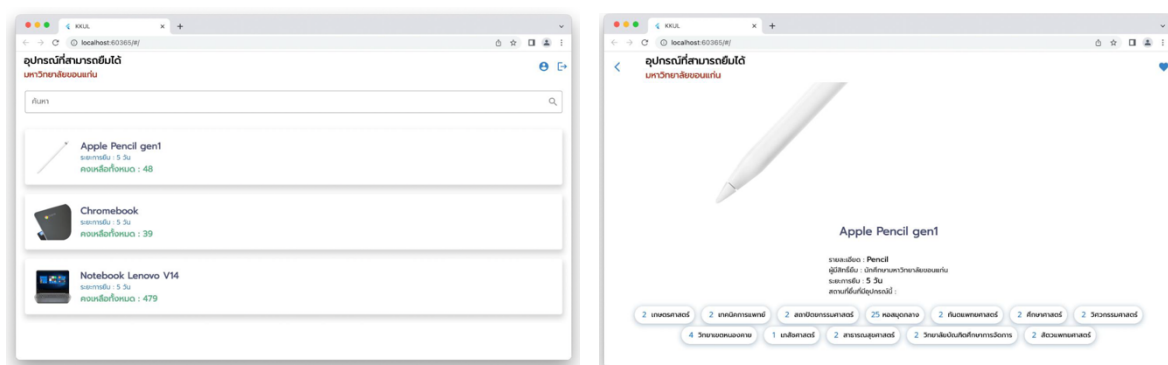 KKUL
localhost:60365/#/
อุปกรณ์ที่สามารถยืมได้
มหาวิทยาลัยขอนแก่น
ค้นหา
Apple Pencil gen1
ระยะการยืม : 5 วัน
คงเหลือทั้งหมด : 48
Chromebook
ระยะการยืม : 5 วัน
คงเหลือทั้งหมด : 39
Notebook Lenovo V14
ระยะการยืม : 5 วัน
คงเหลือทั้งหมด : 479
KKUL
localhost:60365/#/
อุปกรณ์ที่สามารถยืมได้
มหาวิทยาลัยขอนแก่น
Apple Pencil gen1
รายละเอียด : Pencil
ผู้มีสิทธิ์ยืม : นักศึกษามหาวิทยาลัยขอนแก่น
ระยะการยืม : 5 วัน
สถานที่ยืมที่มีอุปกรณ์นี้ :
2 เกษตรศาสตร์ 2 เทคนิคการแพทย์ 2 สถาปัตยกรรมศาสตร์ 25 หอสมุดกลาง 2 ทันตแพทยศาสตร์ 2 ศึกษาศาสตร์ 2 วิศวกรรมศาสตร์
4 วิทยาเขตหนองคาย 1 เภสัชศาสตร์ 2 สาธารณสุขศาสตร์ 2 วิทยาลัยบัณฑิตศึกษาการจัดการ 2 สัตวแพทยศาสตร์